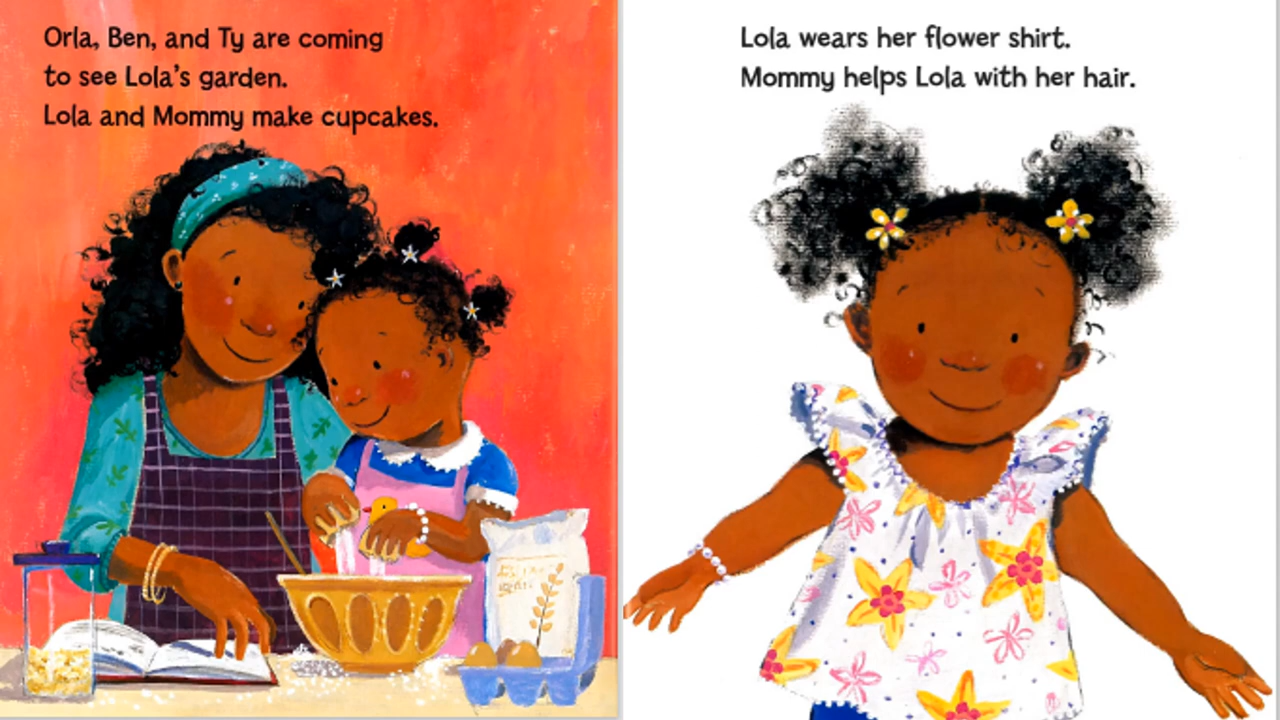 Orla, Ben, and Ty are coming
to see Lola's garden.
Lola and Mommy make cupcakes.
Lola wears her flower shirt.
Mommy helps Lola with her hair.